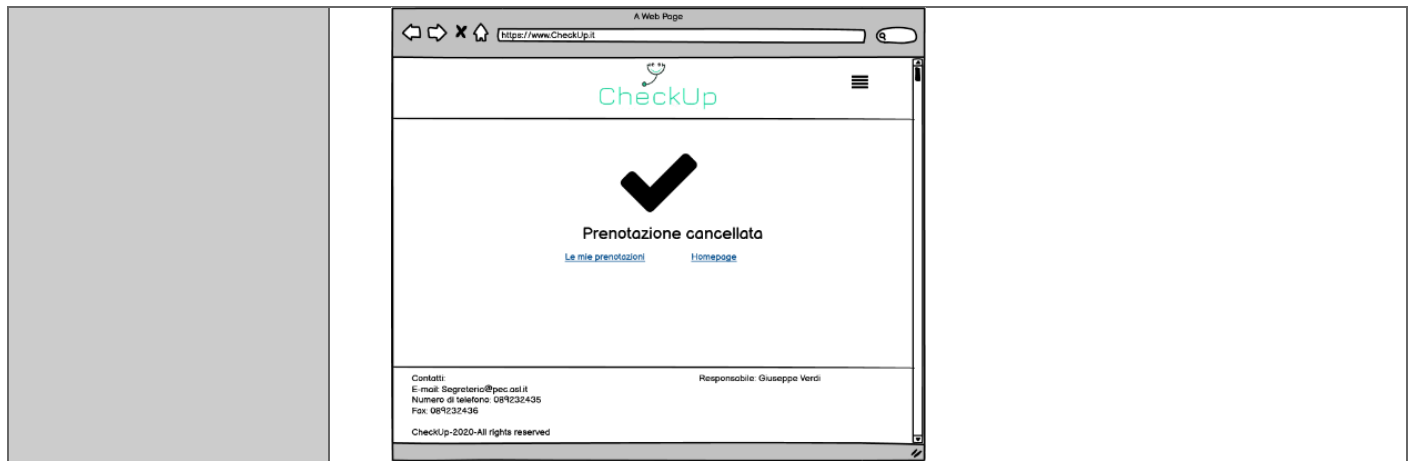 A Web Page
https://www.CheckUp.it
CheckUp
Prenotazione cancellata
Le mie prenotazioni
Homepage
Contatti:
E-mail: Segreteria@pec.asl.it
Numero di telefono: 089232435
Fax: 089232436
Responsabile: Giuseppe Verdi
CheckUp-2020-All rights reserved